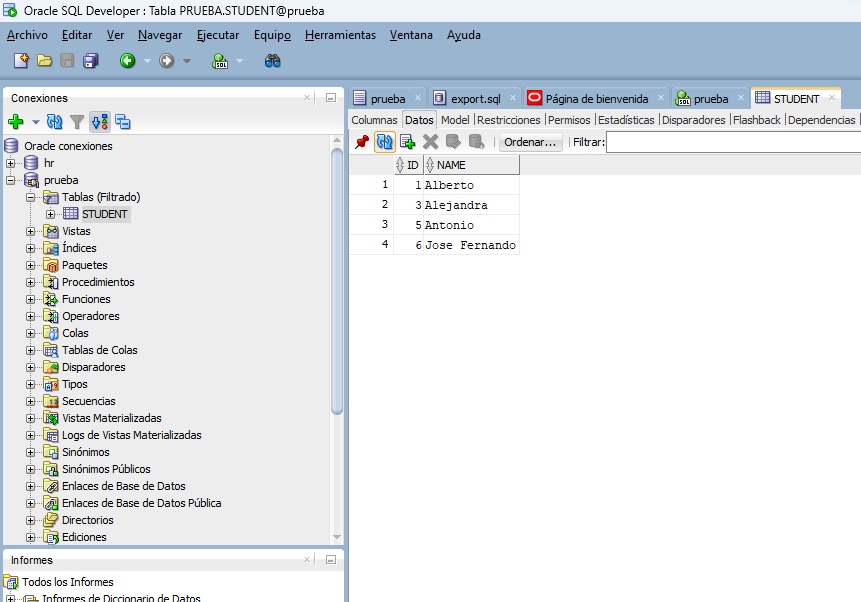 Oracle SQL Developer : Tabla PRUEBA.STUDENT@prueba
Archivo Editar Ver Navegar Ejecutar Equipo Herramientas Ventana Ayuda
Conexiones
Oracle conexiones
hr
prueba
Tablas (Filtrado)
STUDENT
Vistas
Índices
Paquetes
Procedimientos
Funciones
Operadores
Colas
Tablas de Colas
Disparadores
Tipos
Secuencias
Vistas Materializadas
Logs de Vistas Materializadas
Sinónimos
Sinónimos Públicos
Enlaces de Base de Datos
Enlaces de Base de Datos Pública
Directorios
Ediciones
Informes
Todos los Informes
Informes de Diccionario de Datos
prueba export.sql Página de bienvenida prueba STUDENT
Columnas Datos Model Restricciones Permisos Estadísticas Disparadores Flashback Dependencias
Ordenar... Filtrar:
ID NAME
1 1 Alberto
2 3 Alejandra
3 5 Antonio
4 6 Jose Fernando